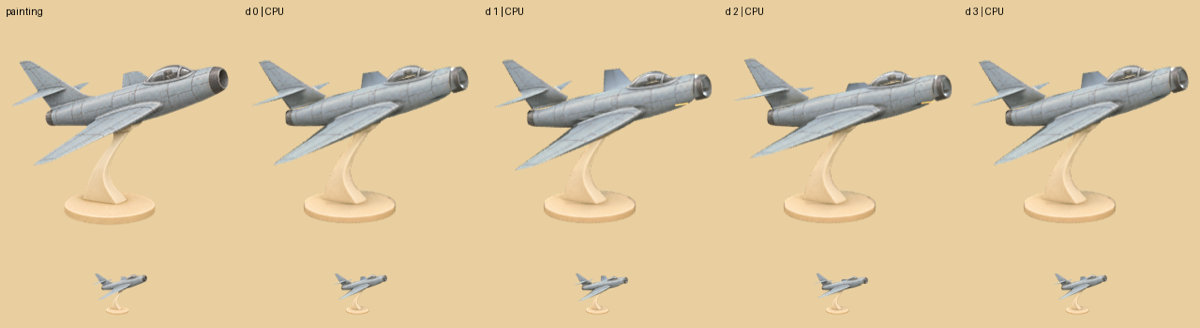 painting
d 0 | CPU
d 1 | CPU
d 2 | CPU
d 3 | CPU